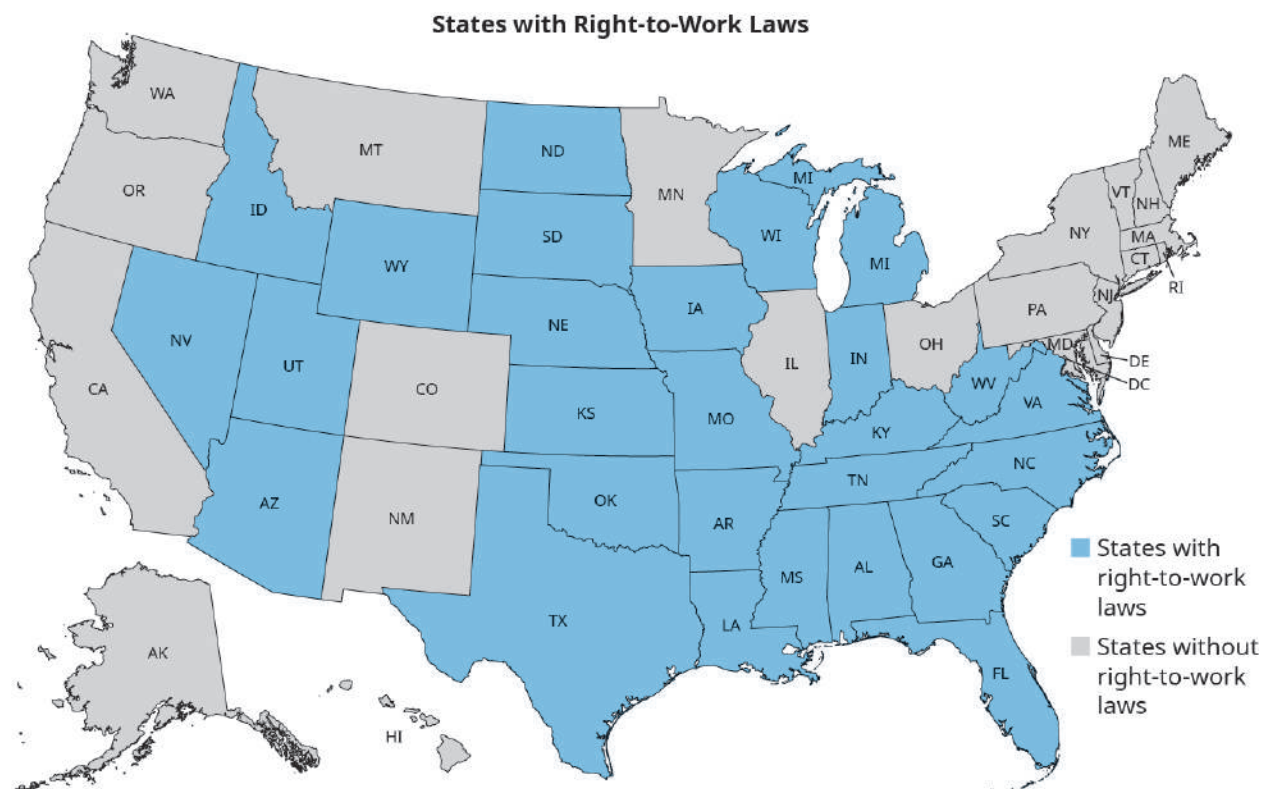 States with Right-to-Work Laws
WA
MT
ND
MN
ME
OR
ID
SD
WI
MI
VT
NH
NY
MA
CT
RI
WY
MI
IA
NE
PA
NJ
NV
UT
CO
IL
IN
OH
MD
DE
DC
CA
KS
MO
WV
VA
KY
NC
AZ
NM
OK
AR
TN
SC
MS
AL
GA
TX
LA
FL
AK
HI
States with
right-to-work
laws
States without
right-to-work
laws